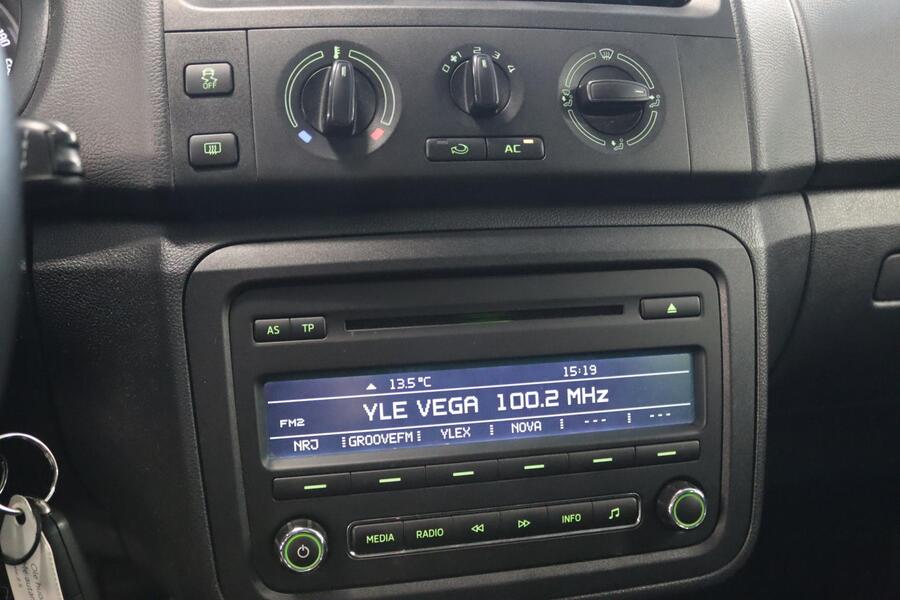 180
OFF
0 1 2 3 4
AC
AS TP
13.5°C 15:19
FM2 YLE VEGA 100.2 MHz
NRJ GROOVEFM YLEX NOVA --- ---
MEDIA RADIO INFO